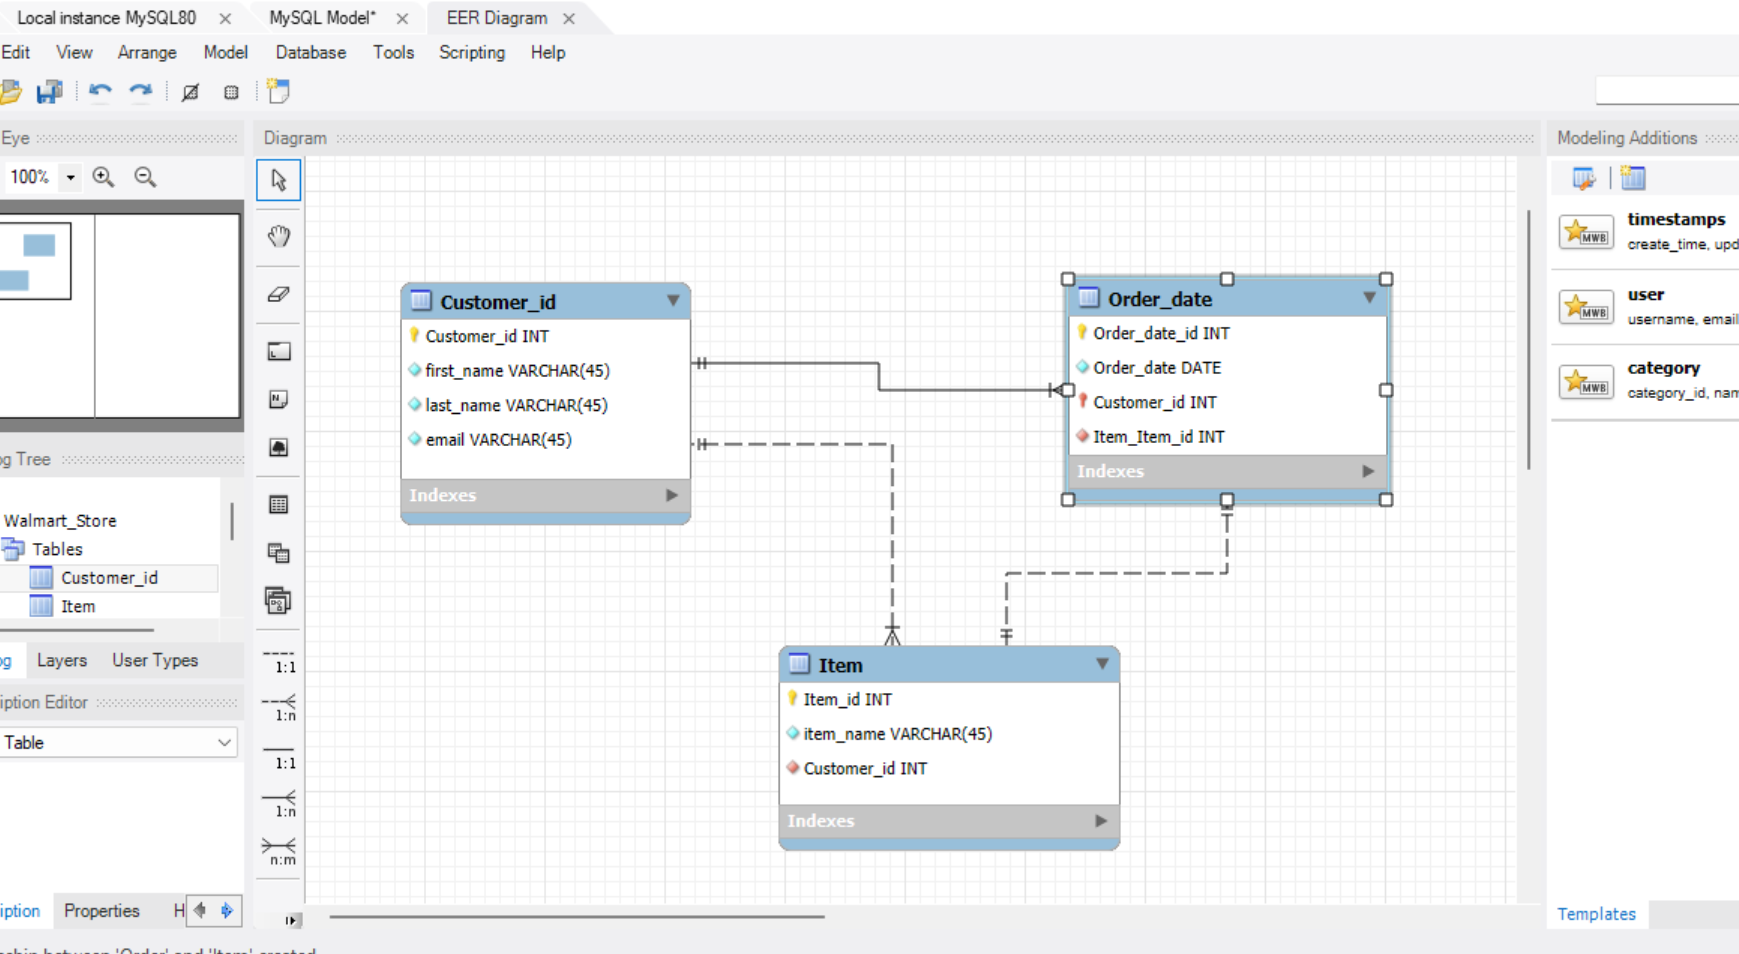 Local instance MySQL80
MySQL Model*
EER Diagram
Edit View Arrange Model Database Tools Scripting Help
Eye
Diagram
Modeling Additions
100%
timestamps
create_time, upd
user
username, email
category
category_id, nam
MWB
MWB
MWB
Customer_id
Customer_id INT
first_name VARCHAR(45)
last_name VARCHAR(45)
email VARCHAR(45)
Indexes
Order_date
Order_date_id INT
Order_date DATE
Customer_id INT
Item_Item_id INT
Indexes
og Tree
Walmart_Store
Tables
Customer_id
Item
og Layers User Types
iption Editor
Table
1:1
1:n
1:1
1:n
n:m
Item
Item_id INT
item_name VARCHAR(45)
Customer_id INT
Indexes
iption Properties H
Templates
ship between 'Order' and 'Item' created